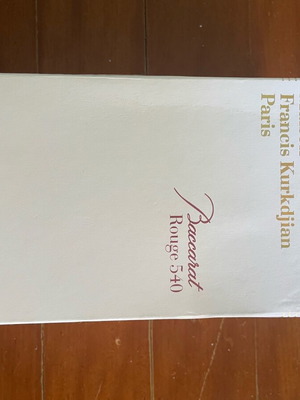 Francis Kurkdjian
Paris
Baccarat
Rouge 540